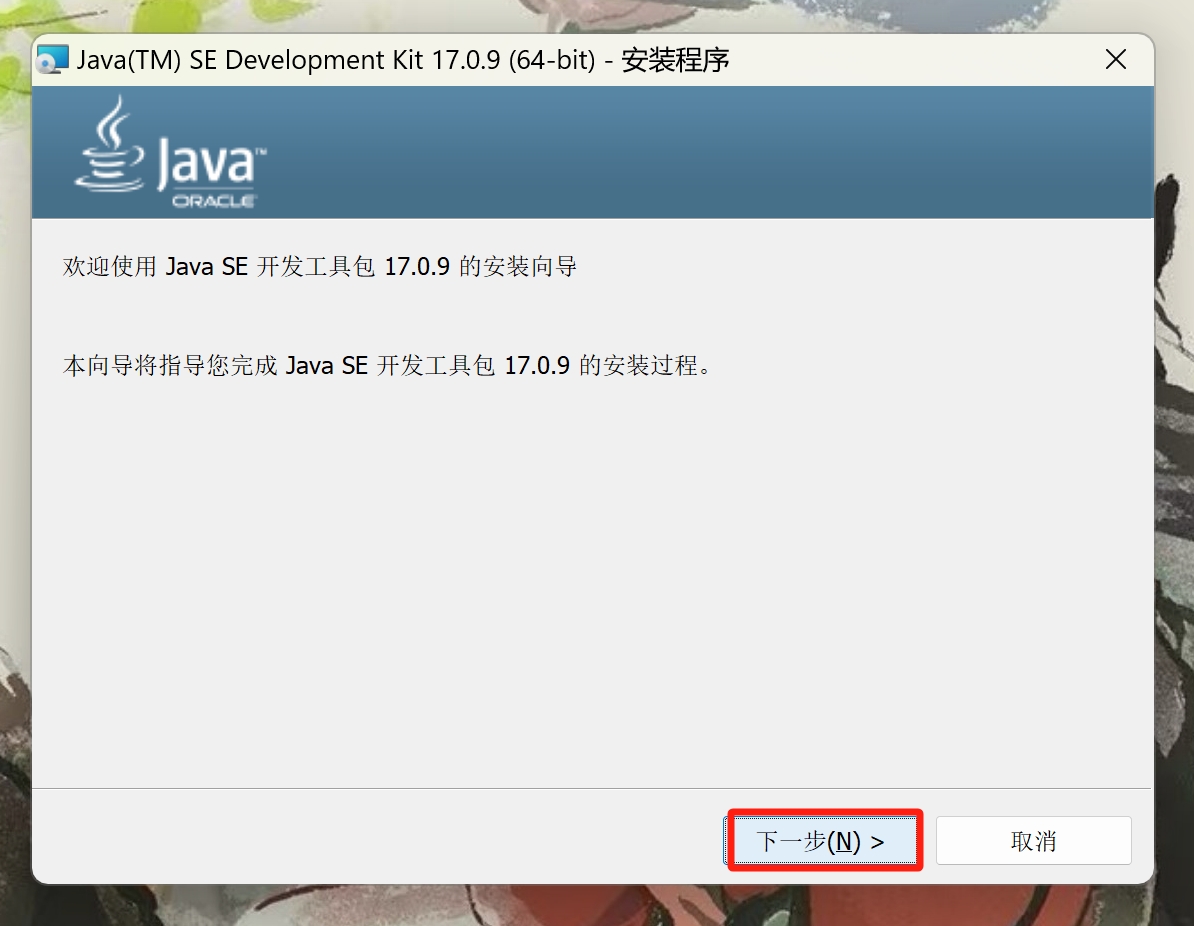 Java(TM) SE Development Kit 17.0.9 (64-bit) - 安装程序
Java™
ORACLE
欢迎使用 Java SE 开发工具包 17.0.9 的安装向导
本向导将指导您完成 Java SE 开发工具包 17.0.9 的安装过程。
下一步(N) >
取消